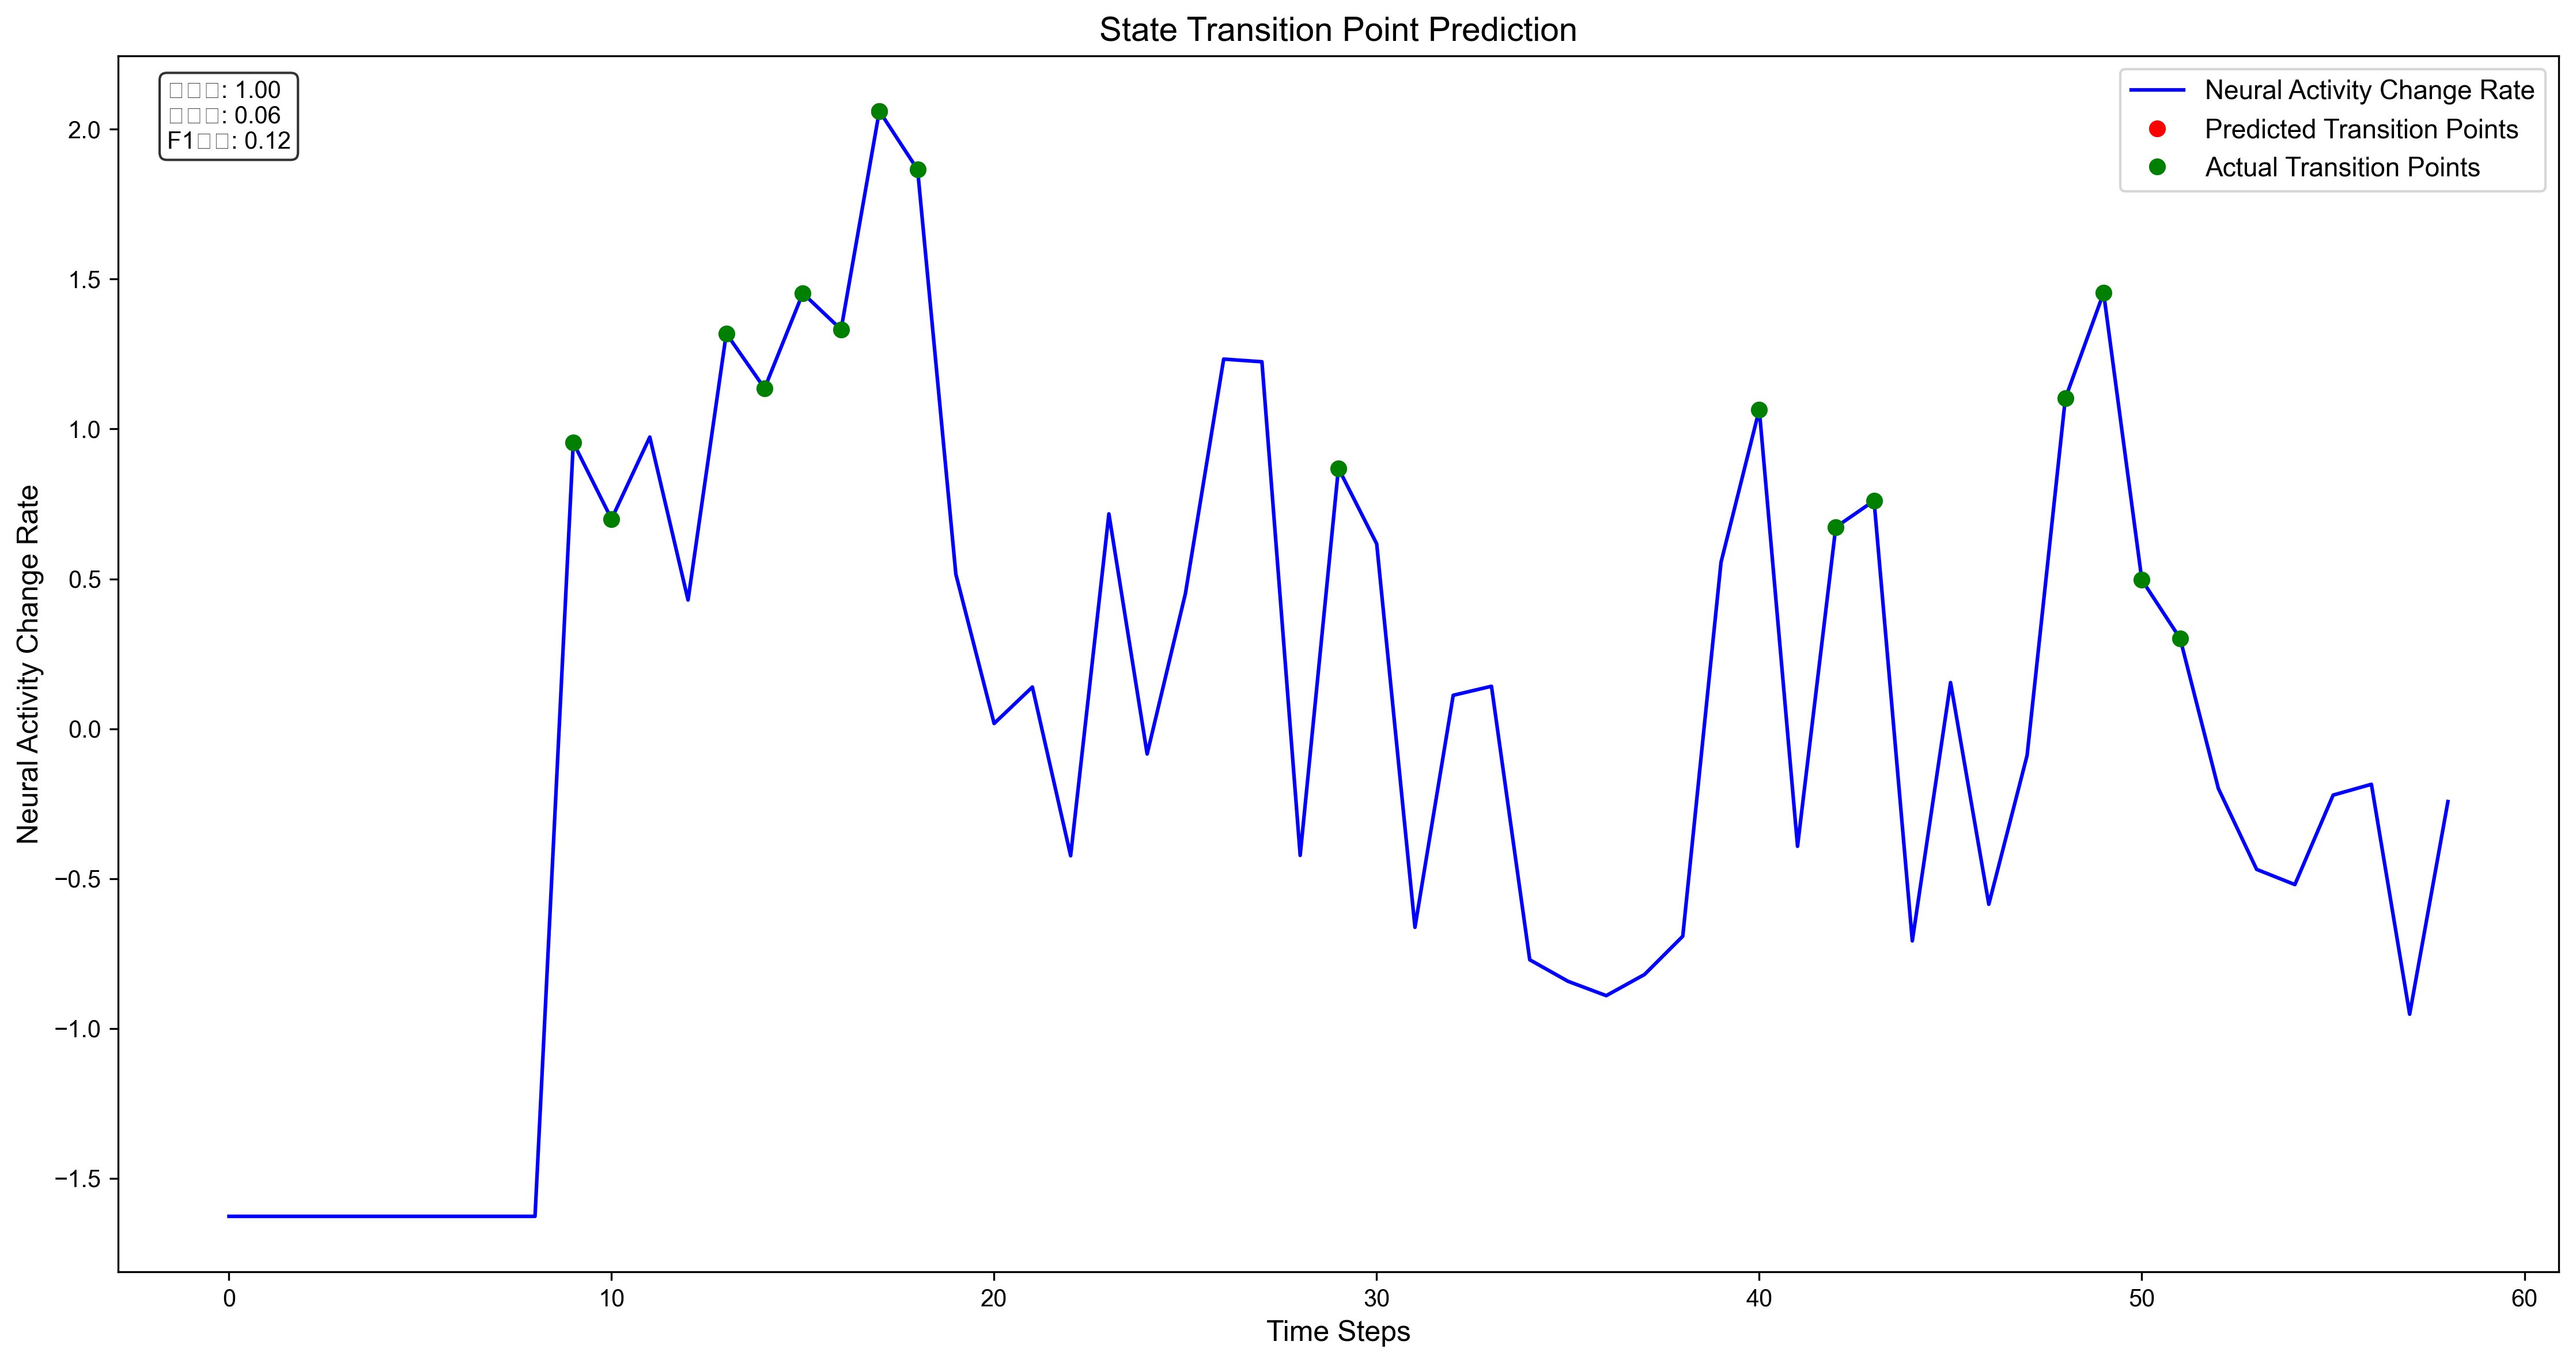 State Transition Point Prediction
□□□: 1.00
□□□: 0.06
F1□□: 0.12
Neural Activity Change Rate
Predicted Transition Points
Actual Transition Points
Neural Activity Change Rate
2.0
1.5
1.0
0.5
0.0
−0.5
−1.0
−1.5
0 10 20 30 40 50 60
Time Steps